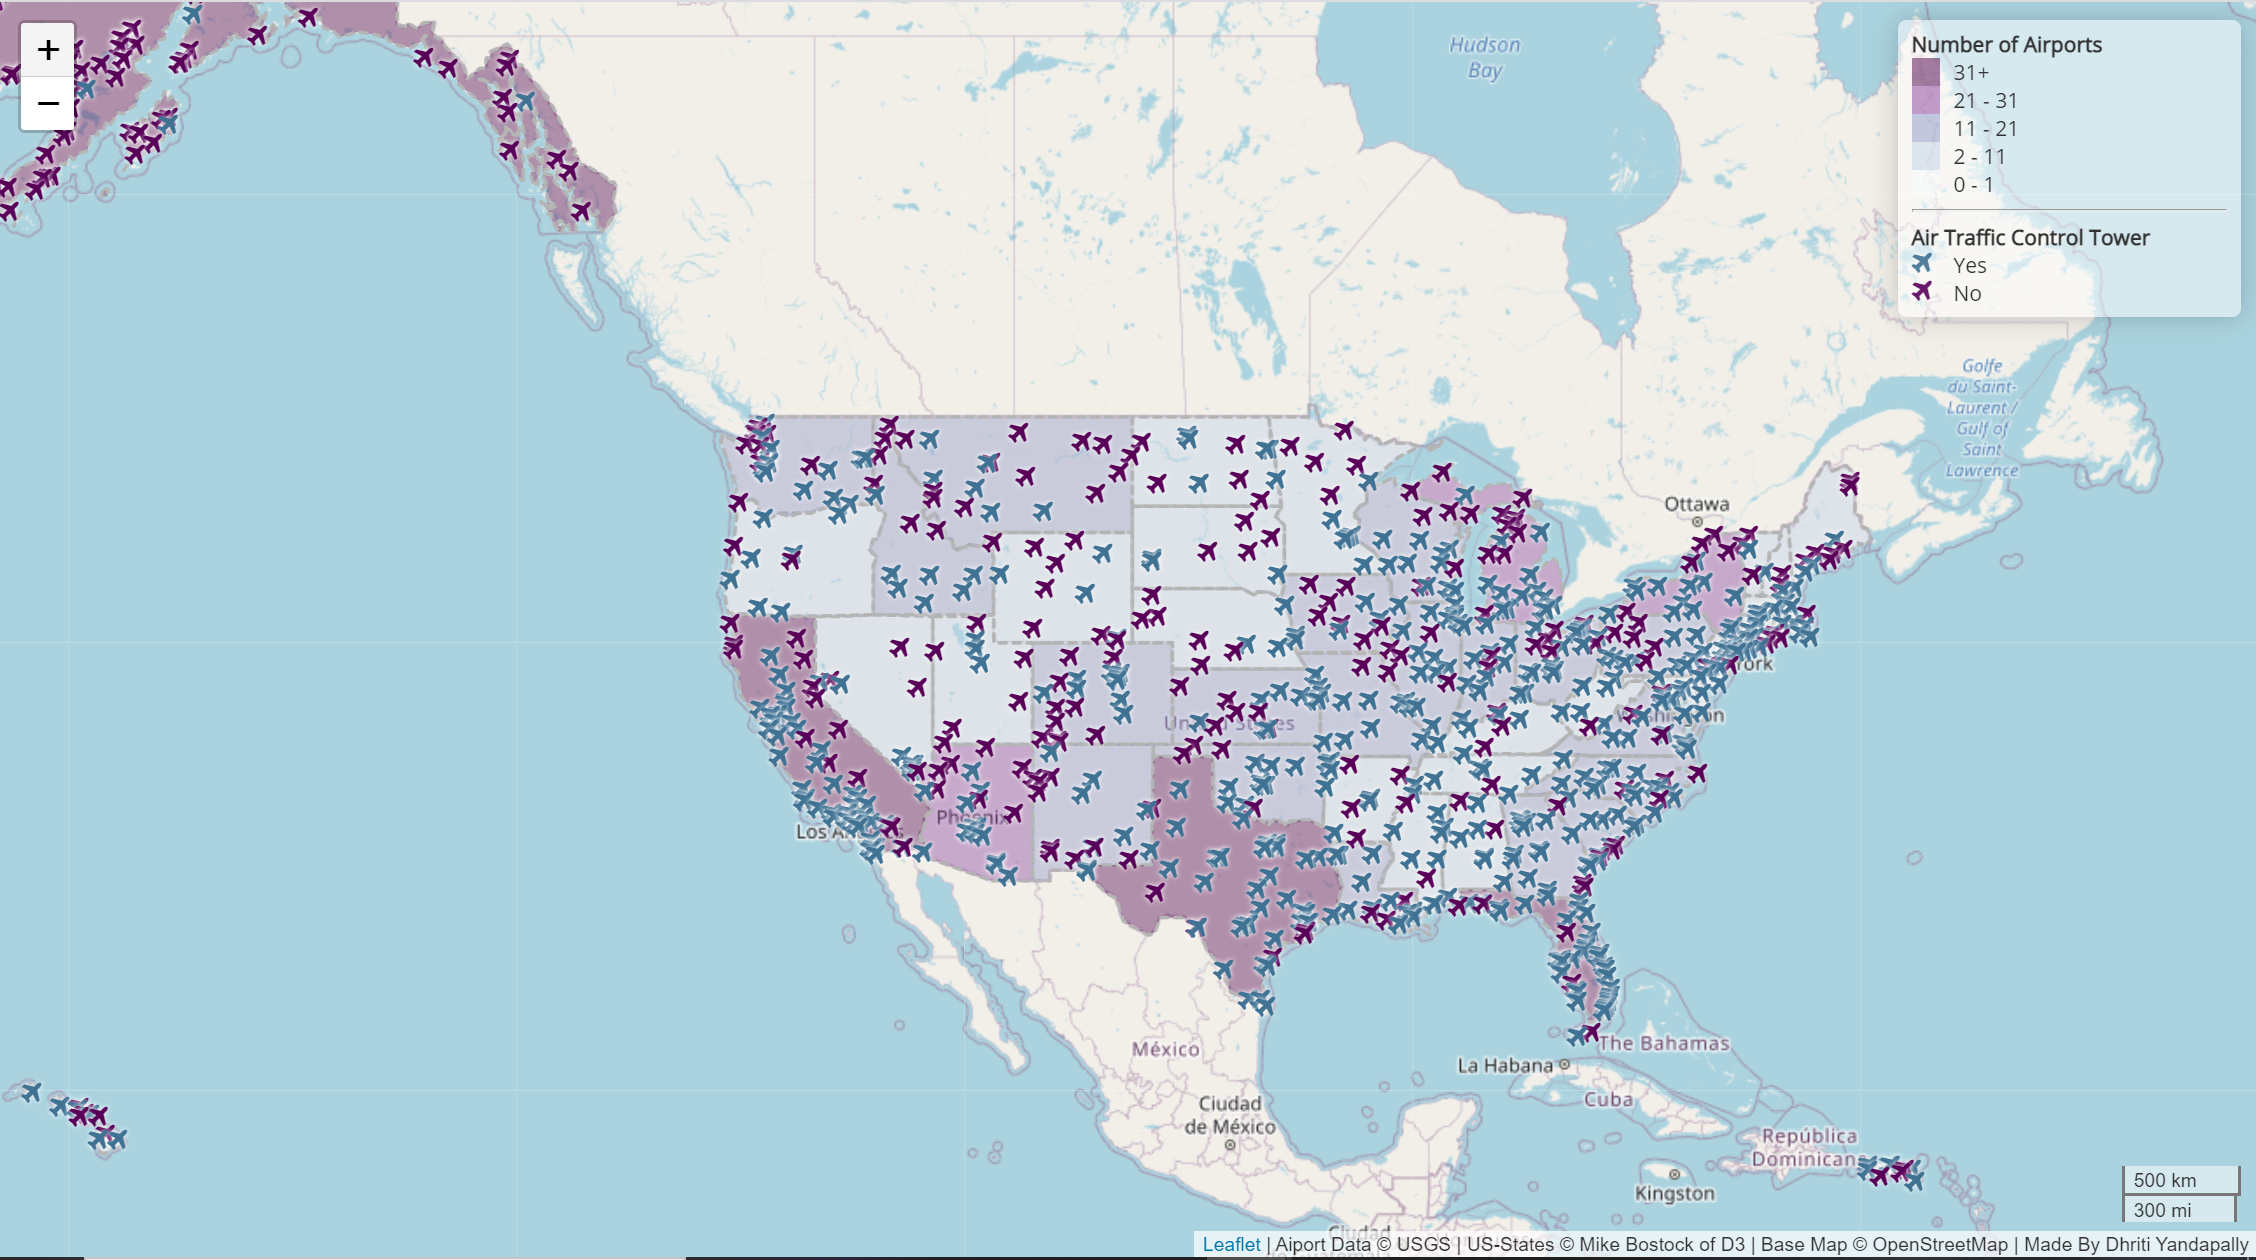 +
−
Hudson
Bay
Number of Airports
31+
21 - 31
11 - 21
2 - 11
0 - 1
Air Traffic Control Tower
Yes
No
Golfe
du Saint-
Laurent /
Gulf of
Saint
Lawrence
Ottawa
York
Washington
United States
Phoenix
Los Angeles
México
Ciudad
de México
La Habana
The Bahamas
Cuba
República
Dominicana
Kingston
Ciudad
500 km
300 mi
Leaflet | Aiport Data © USGS | US-States © Mike Bostock of D3 | Base Map © OpenStreetMap | Made By Dhriti Yandapally